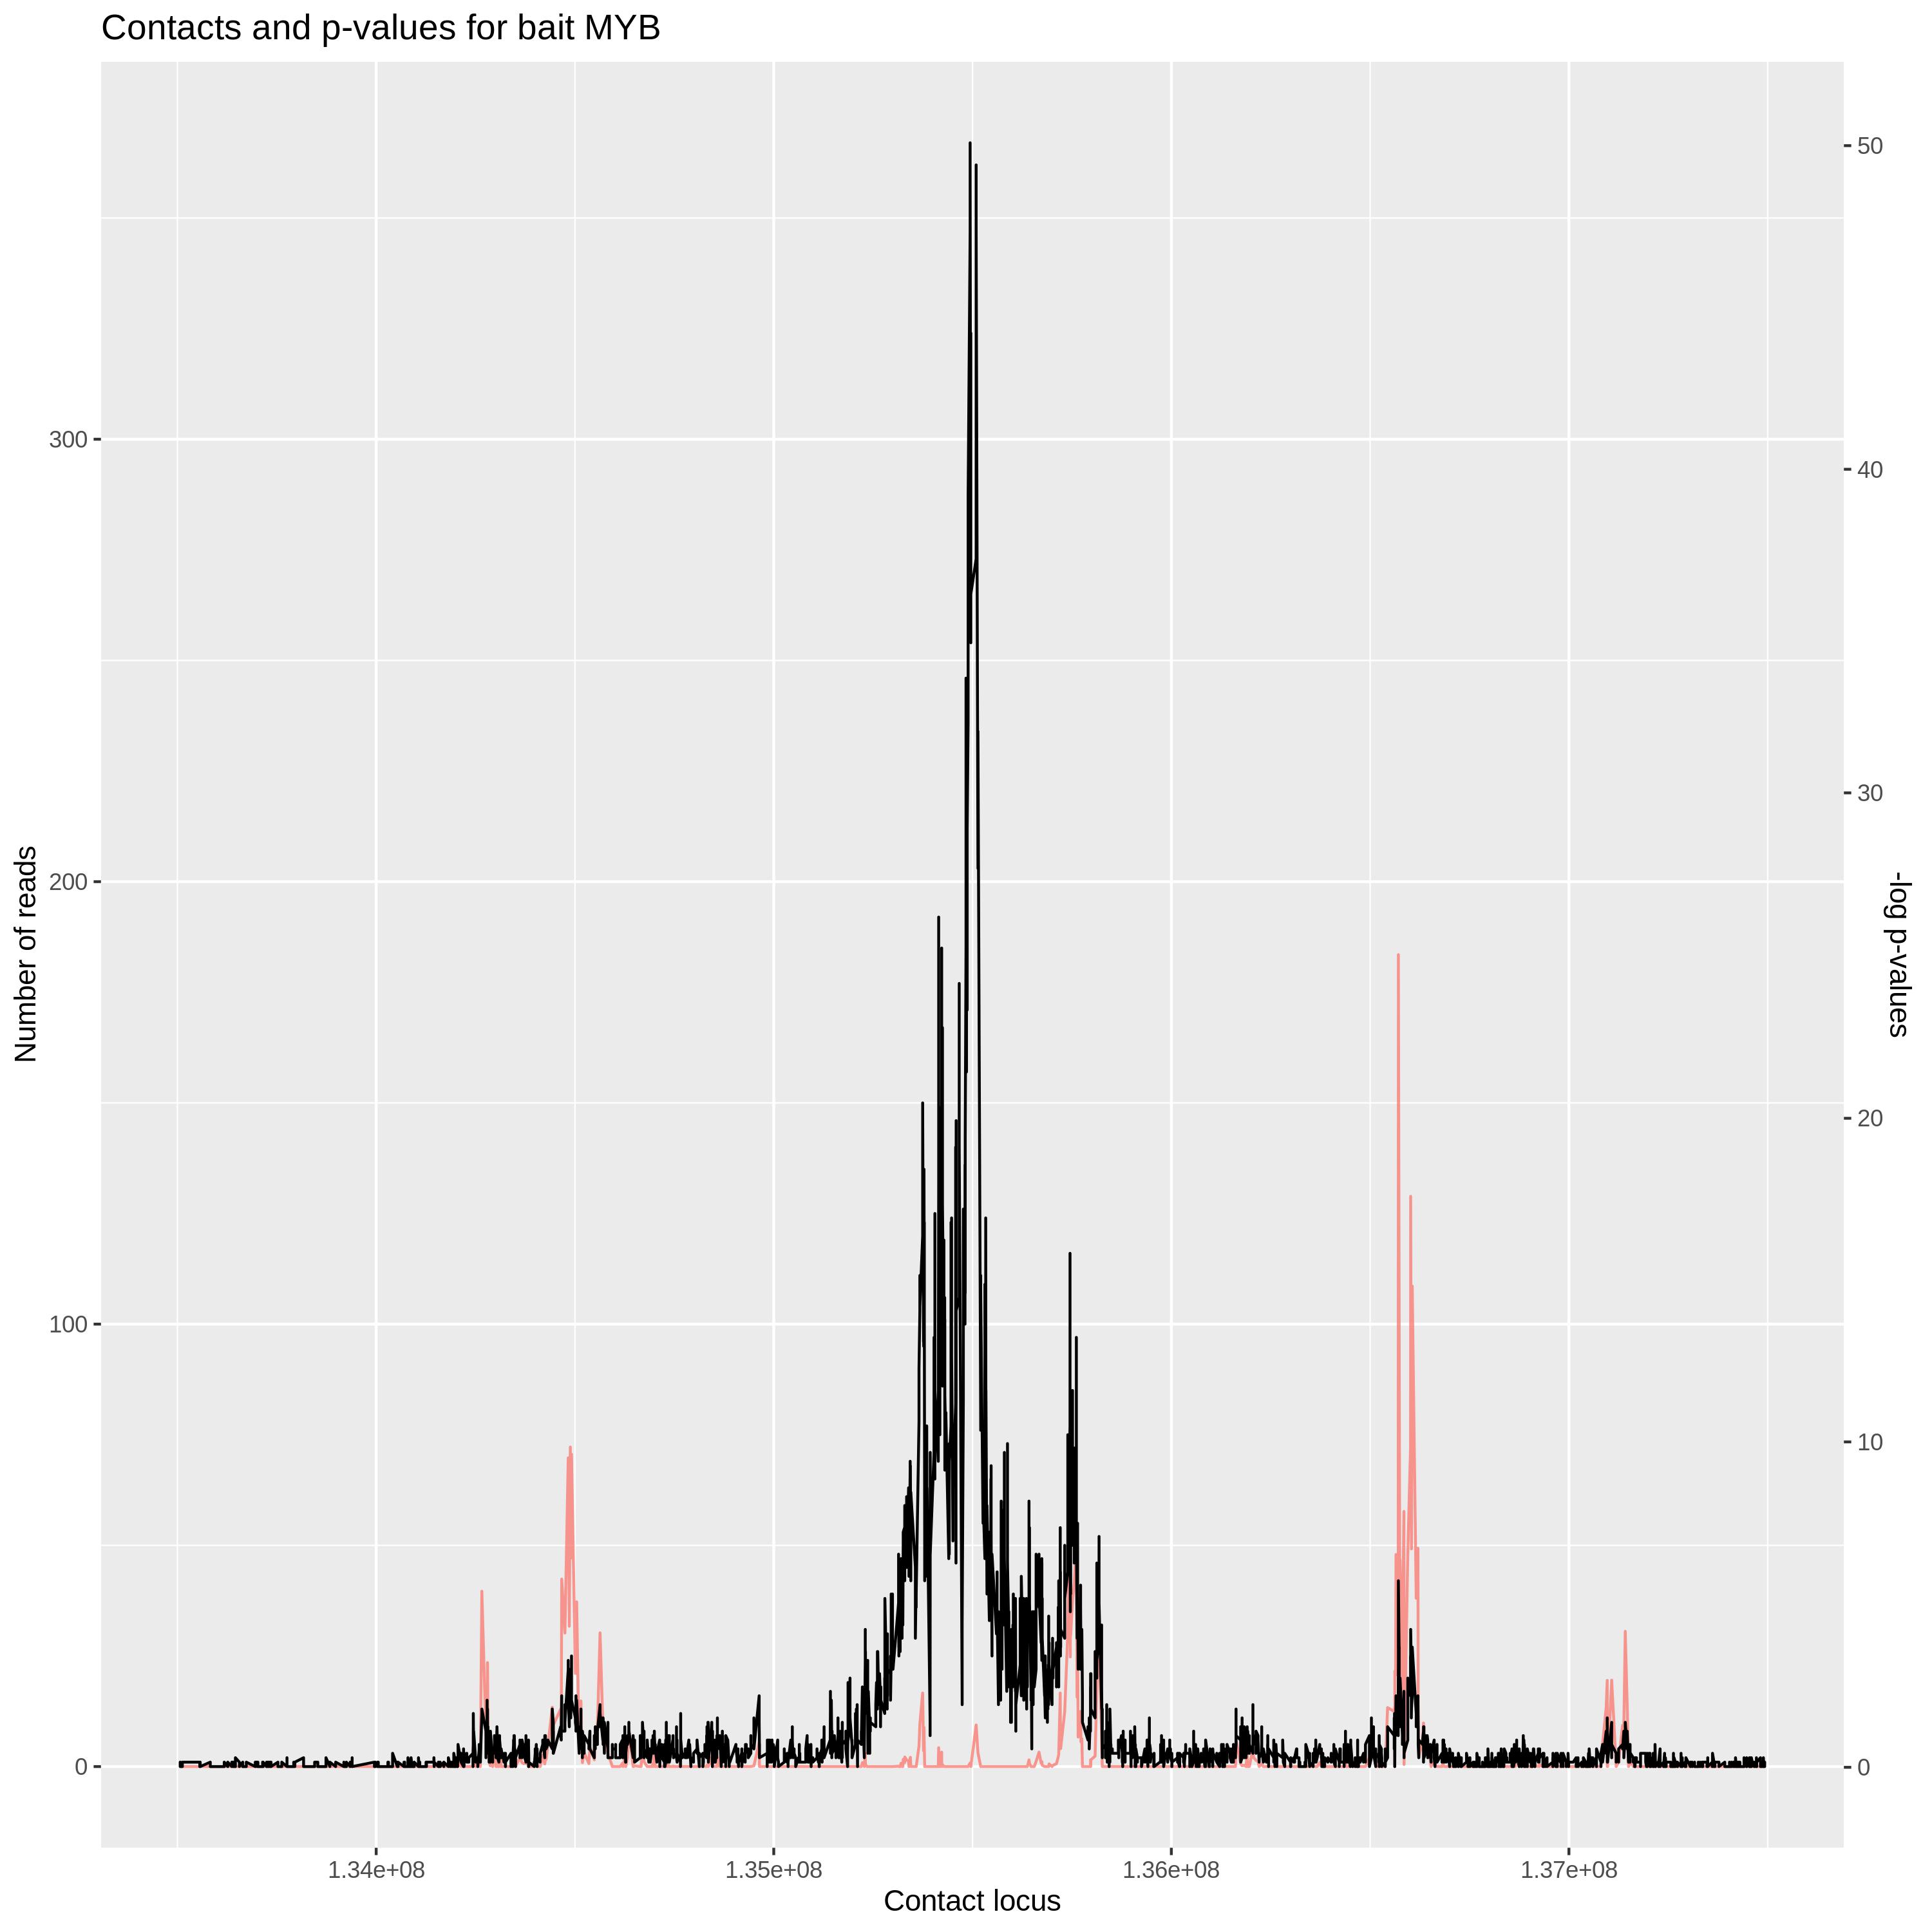 Contacts and p-values for bait MYB
Number of reads
300
200
100
0
50
40
30
20
10
0
-log p-values
1.34e+08 1.35e+08 1.36e+08 1.37e+08
Contact locus